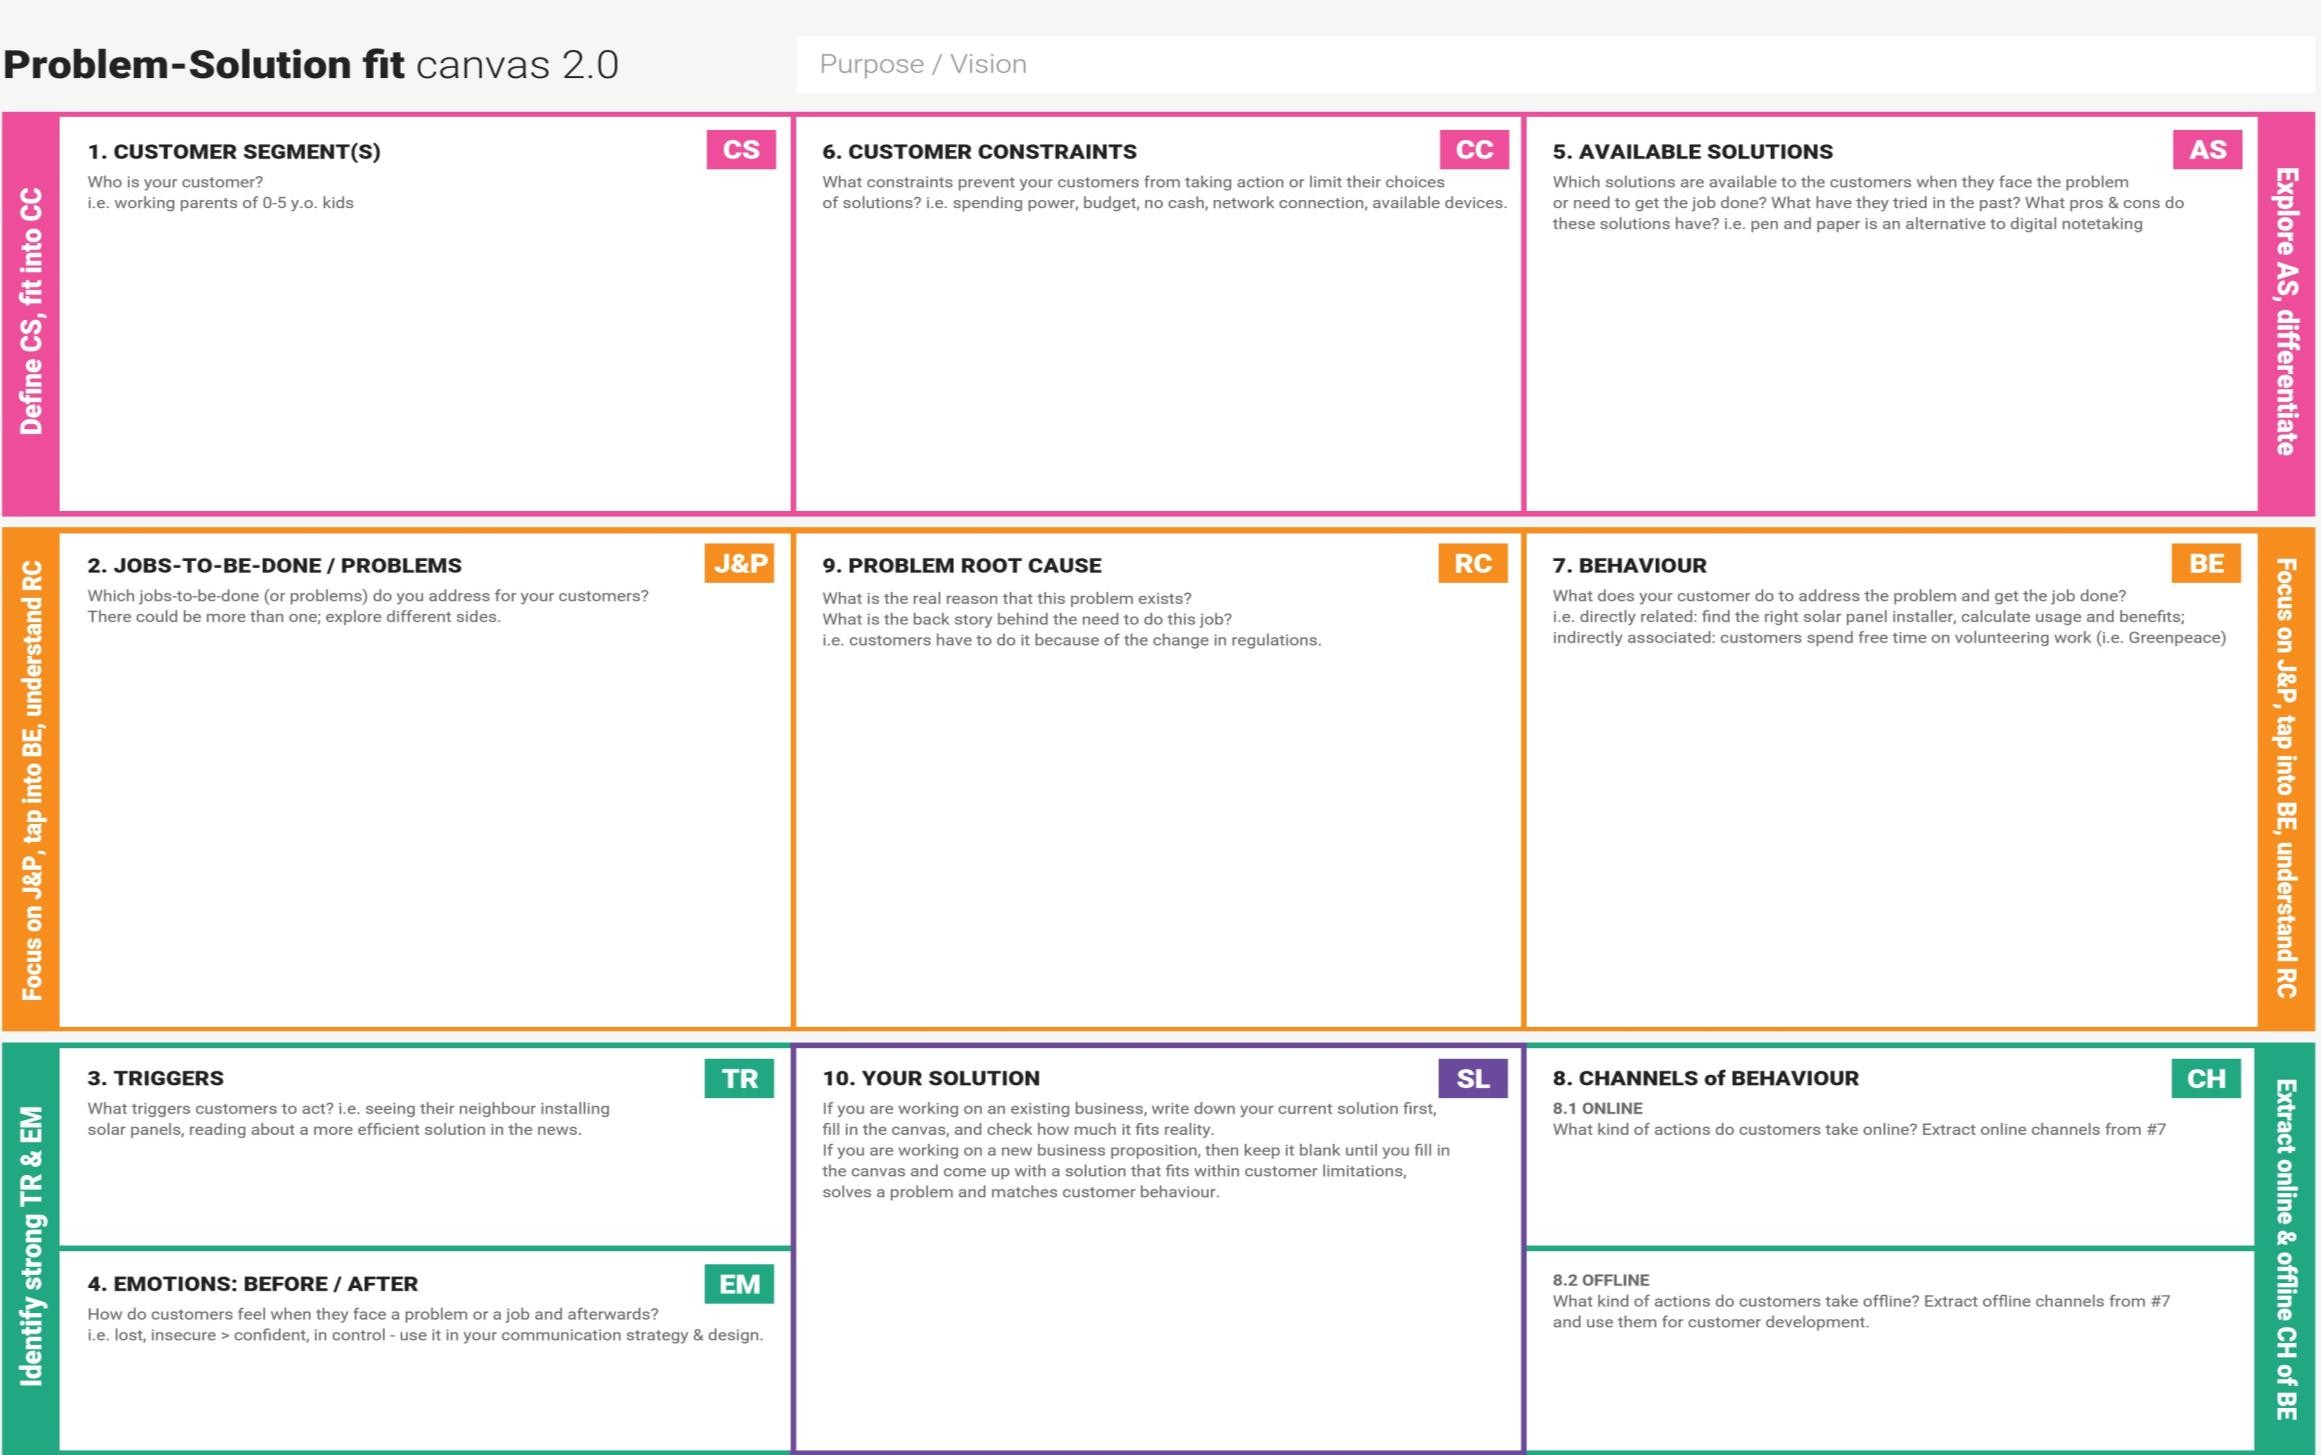 Problem-Solution fit canvas 2.0
Purpose / Vision
Define CS, fit into CC
1. CUSTOMER SEGMENT(S)
CS
Who is your customer?
i.e. working parents of 0-5 y.o. kids
6. CUSTOMER CONSTRAINTS
CC
What constraints prevent your customers from taking action or limit their choices
of solutions? i.e. spending power, budget, no cash, network connection, available devices.
5. AVAILABLE SOLUTIONS
AS
Which solutions are available to the customers when they face the problem
or need to get the job done? What have they tried in the past? What pros & cons do
these solutions have? i.e. pen and paper is an alternative to digital notetaking
Explore AS, differentiate
Focus on J&P, tap into BE, understand RC
2. JOBS-TO-BE-DONE / PROBLEMS
J&P
Which jobs-to-be-done (or problems) do you address for your customers?
There could be more than one; explore different sides.
9. PROBLEM ROOT CAUSE
RC
What is the real reason that this problem exists?
What is the back story behind the need to do this job?
i.e. customers have to do it because of the change in regulations.
7. BEHAVIOUR
BE
What does your customer do to address the problem and get the job done?
i.e. directly related: find the right solar panel installer, calculate usage and benefits;
indirectly associated: customers spend free time on volunteering work (i.e. Greenpeace)
Focus on J&P, tap into BE, understand RC
Identify strong TR & EM
3. TRIGGERS
TR
What triggers customers to act? i.e. seeing their neighbour installing
solar panels, reading about a more efficient solution in the news.
4. EMOTIONS: BEFORE / AFTER
EM
How do customers feel when they face a problem or a job and afterwards?
i.e. lost, insecure > confident, in control - use it in your communication strategy & design.
10. YOUR SOLUTION
SL
If you are working on an existing business, write down your current solution first,
fill in the canvas, and check how much it fits reality.
If you are working on a new business proposition, then keep it blank until you fill in
the canvas and come up with a solution that fits within customer limitations,
solves a problem and matches customer behaviour.
8. CHANNELS of BEHAVIOUR
CH
8.1 ONLINE
What kind of actions do customers take online? Extract online channels from #7
8.2 OFFLINE
What kind of actions do customers take offline? Extract offline channels from #7
and use them for customer development.
Extract online & offline CH of BE